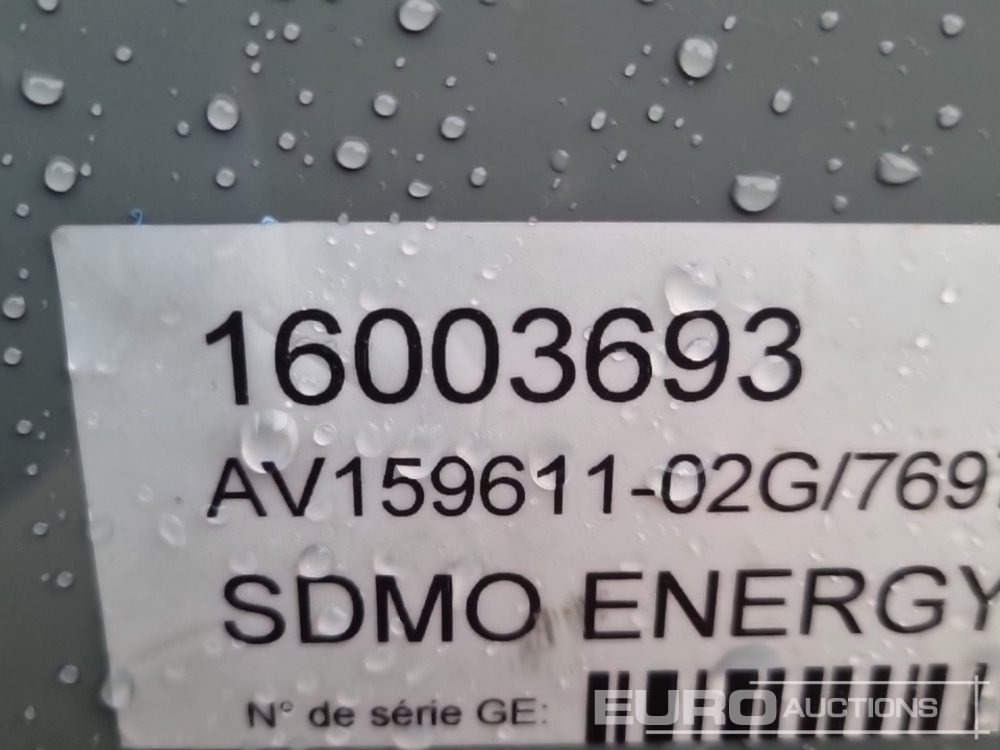 16003693
AV159611-02G/769
SDMO ENERGY
N° de série GE:
EURO AUCTIONS